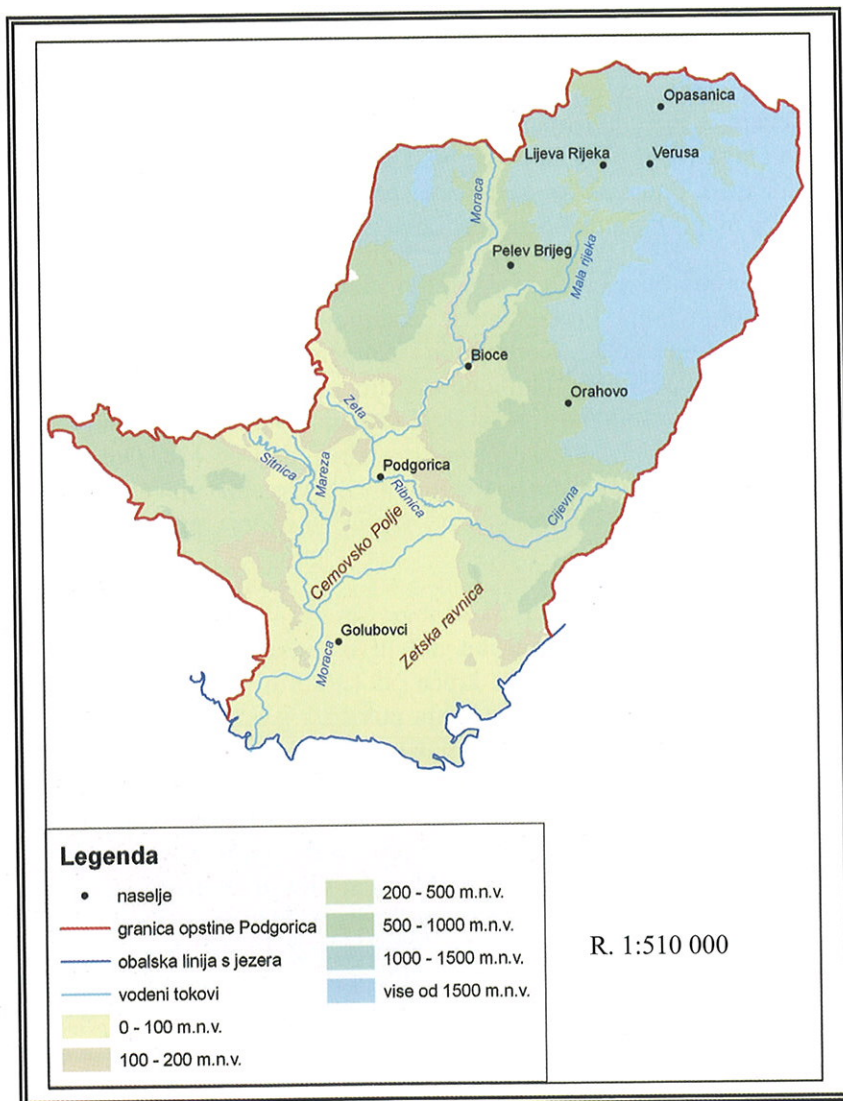 Opasanica
Lijeva Rijeka
Verusa
Moraca
Pelev Brijeg
Mala rijeka
Bioce
Orahovo
Zeta
Sitnica
Mareza
Podgorica
Ribnica
Cijevna
Cemovsko Polje
Zetska ravnica
Golubovci
Moraca
Legenda
naselje
granica opstine Podgorica
obalska linija s jezera
vodeni tokovi
0 - 100 m.n.v.
100 - 200 m.n.v.
200 - 500 m.n.v.
500 - 1000 m.n.v.
1000 - 1500 m.n.v.
vise od 1500 m.n.v.
R. 1:510 000